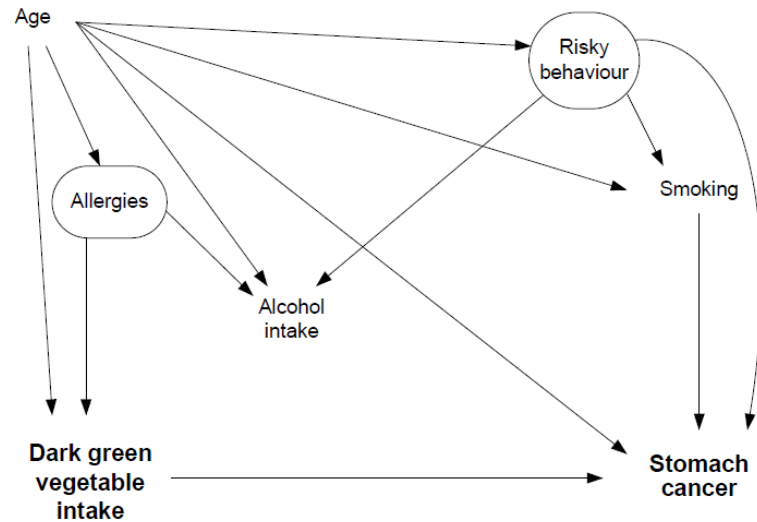 Age
Risky
behaviour
Allergies
Smoking
Alcohol
intake
Dark green
vegetable
intake
Stomach
cancer